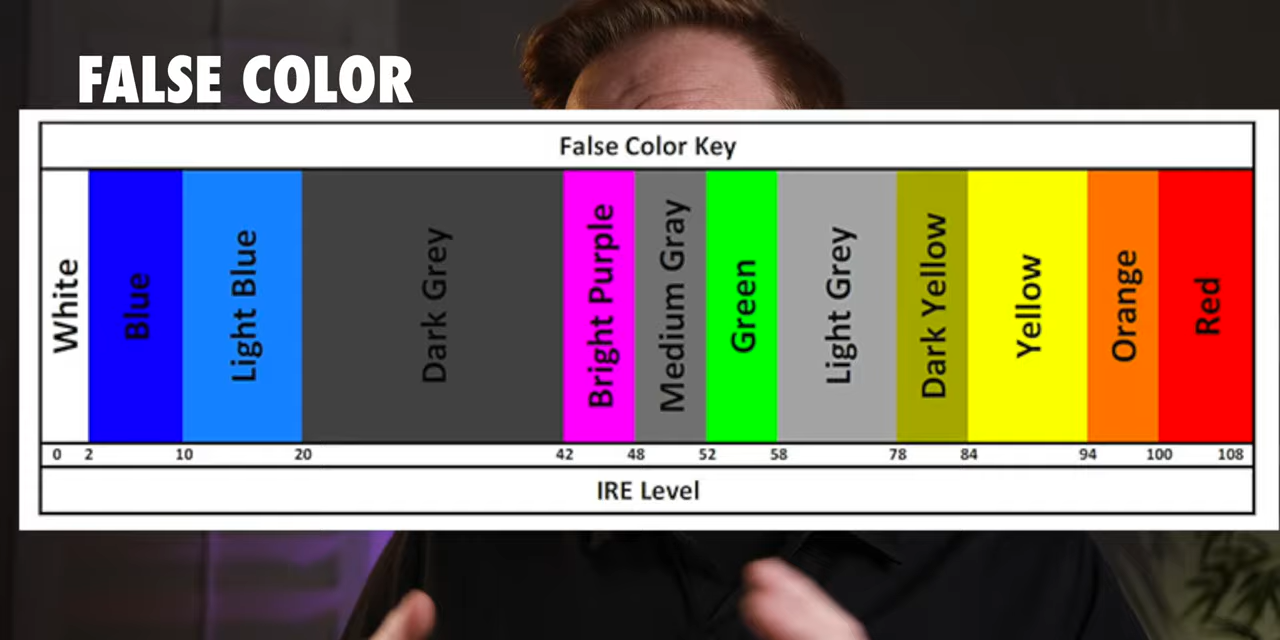 FALSE COLOR
False Color Key
White Blue Light Blue Dark Grey Bright Purple Medium Gray Green Light Grey Dark Yellow Yellow Orange Red
0 2 10 20 42 48 52 58 78 84 94 100 108
IRE Level